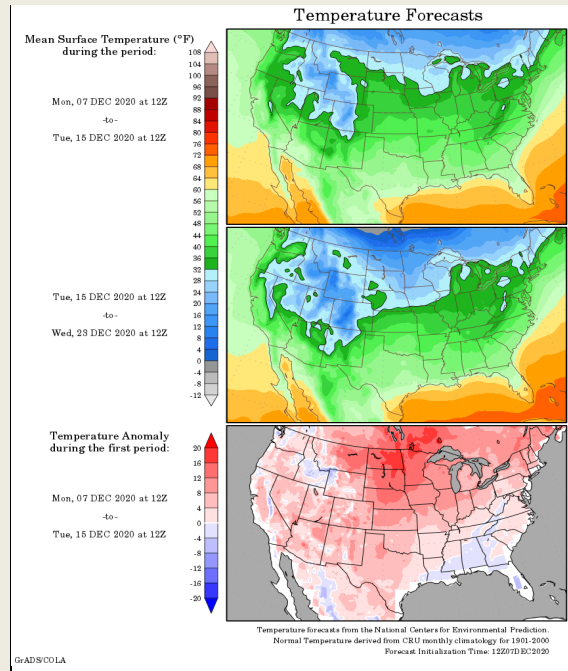 Temperature Forecasts
Mean Surface Temperature (°F)
during the period:
Mon, 07 DEC 2020 at 12Z
-to-
Tue, 15 DEC 2020 at 12Z
108
104
100
96
92
88
84
80
76
72
68
64
60
56
52
48
44
40
36
32
28
24
20
16
12
8
4
0
-4
-8
-12
Tue, 15 DEC 2020 at 12Z
-to-
Wed, 23 DEC 2020 at 12Z
Temperature Anomaly
during the first period:
Mon, 07 DEC 2020 at 12Z
-to-
Tue, 15 DEC 2020 at 12Z
20
16
12
8
4
0
-4
-8
-12
-16
-20
Temperature forecasts from the National Centers for Environmental Prediction.
Normal Temperature derived from CRU monthly climatology for 1901-2000
Forecast Initialization Time: 12Z07DEC2020
GrADS/COLA